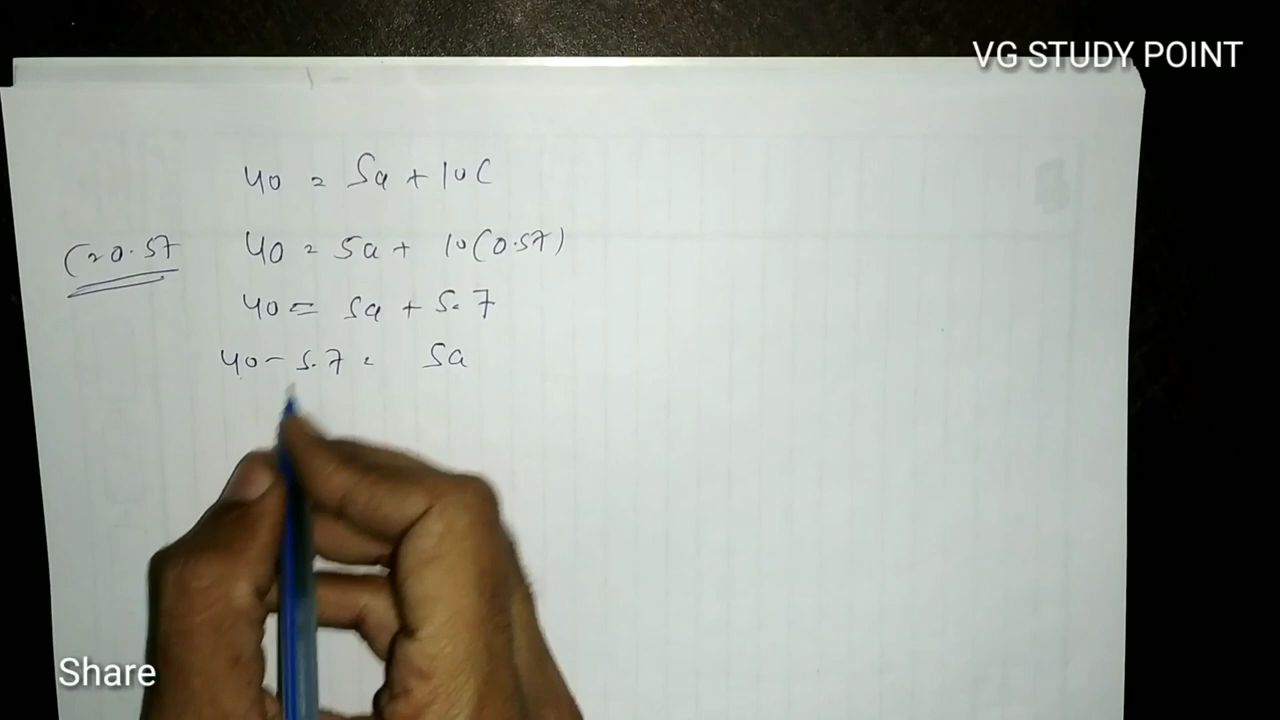 VG STUDY POINT
40 = 5a + 10C
C = 0.57
40 = 5a + 10(0.57)
40 = 5a + 5.7
40 - 5.7 = 5a
Share